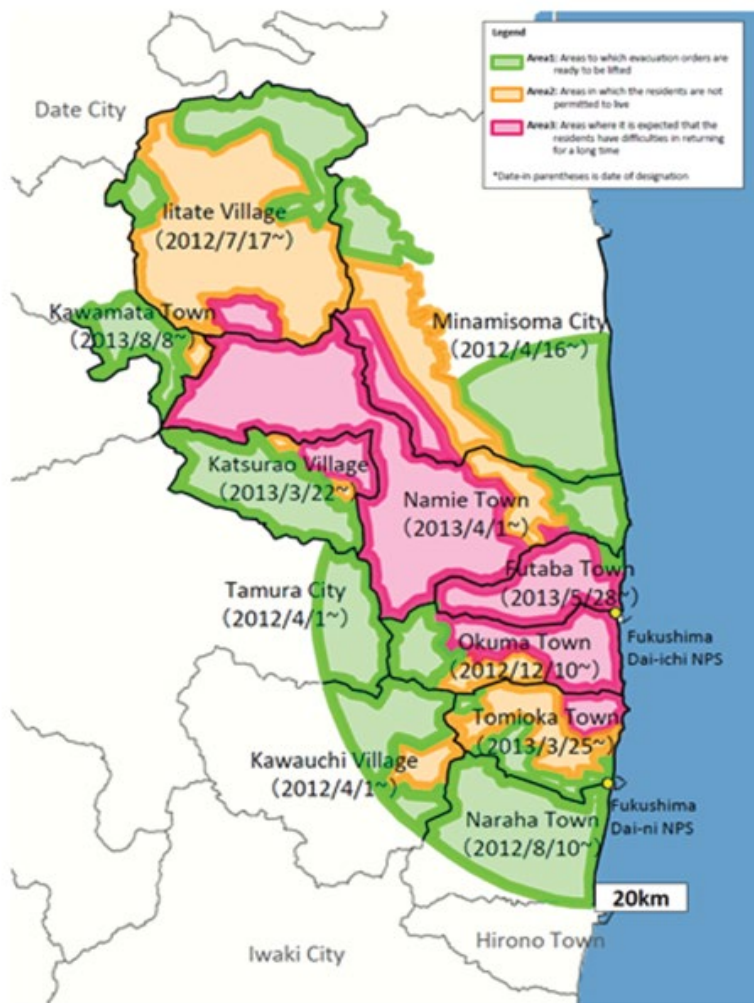 Legend
Area1: Areas to which evacuation orders are
ready to be lifted
Area2: Areas in which the residents are not
permitted to live
Area3: Areas where it is expected that the
residents have difficulties in returning
for a long time
*Date-in parentheses is date of designation
Date City
Iitate Village
(2012/7/17~)
Kawamata Town
(2013/8/8~)
Minamisoma City
(2012/4/16~)
Katsurao Village
(2013/3/22~)
Namie Town
(2013/4/1~)
Futaba Town
(2013/5/28~)
Tamura City
(2012/4/1~)
Fukushima
Dai-ichi NPS
Okuma Town
(2012/12/10~)
Tomioka Town
(2013/3/25~)
Kawauchi Village
(2012/4/1~)
Fukushima
Dai-ni NPS
Naraha Town
(2012/8/10~)
20km
Hirono Town
Iwaki City